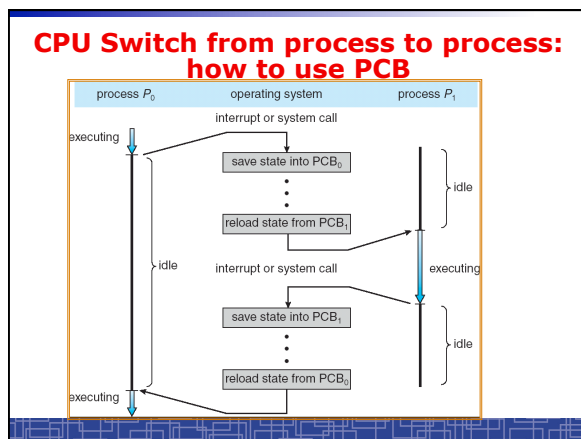 CPU Switch from process to process:
how to use PCB
process P0 operating system process P1
interrupt or system call
executing
save state into PCB0
idle
reload state from PCB1
idle
interrupt or system call executing
save state into PCB1
idle
reload state from PCB0
executing